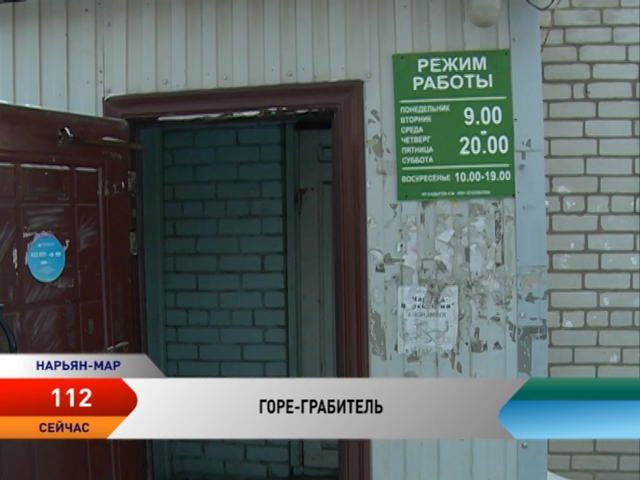 РЕЖИМ
РАБОТЫ
ПОНЕДЕЛЬНИК
ВТОРНИК
СРЕДА
ЧЕТВЕРГ
ПЯТНИЦА
СУББОТА
9.00
-
20.00
ВОСКРЕСЕНЬЕ 10.00-19.00
НАРЬЯН-МАР
112
СЕЙЧАС
ГОРЕ-ГРАБИТЕЛЬ